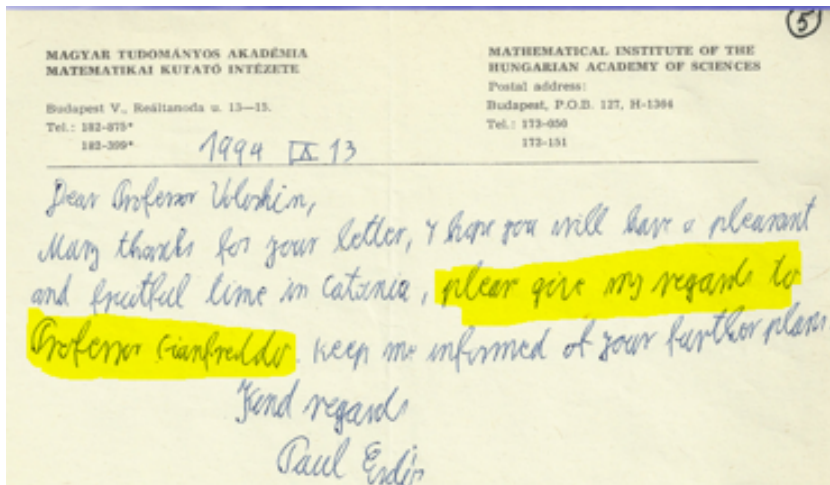 5
MAGYAR TUDOMÁNYOS AKADÉMIA
MATEMATIKAI KUTATÓ INTÉZETE
Budapest V., Reáltanoda u. 13—15.
Tel.: 182-875*
182-399*
MATHEMATICAL INSTITUTE OF THE
HUNGARIAN ACADEMY OF SCIENCES
Postal address:
Budapest, P.O.B. 127, H-1364
Tel.: 173-050
173-151
1994 IX 13
Dear Professor Voloshin,
Many thanks for your letter, I hope you will have a pleasant
and fruitful time in Catania, please give my regards to
Professor Gianfreddo. Keep me informed of your further plans
Kind regards
Paul Erdős